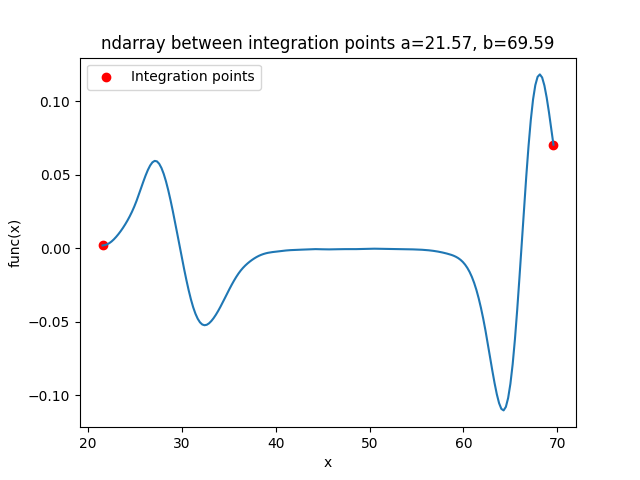 ndarray between integration points a=21.57, b=69.59
Integration points
0.10
0.05
0.00
−0.05
−0.10
func(x)
20 30 40 50 60 70
x